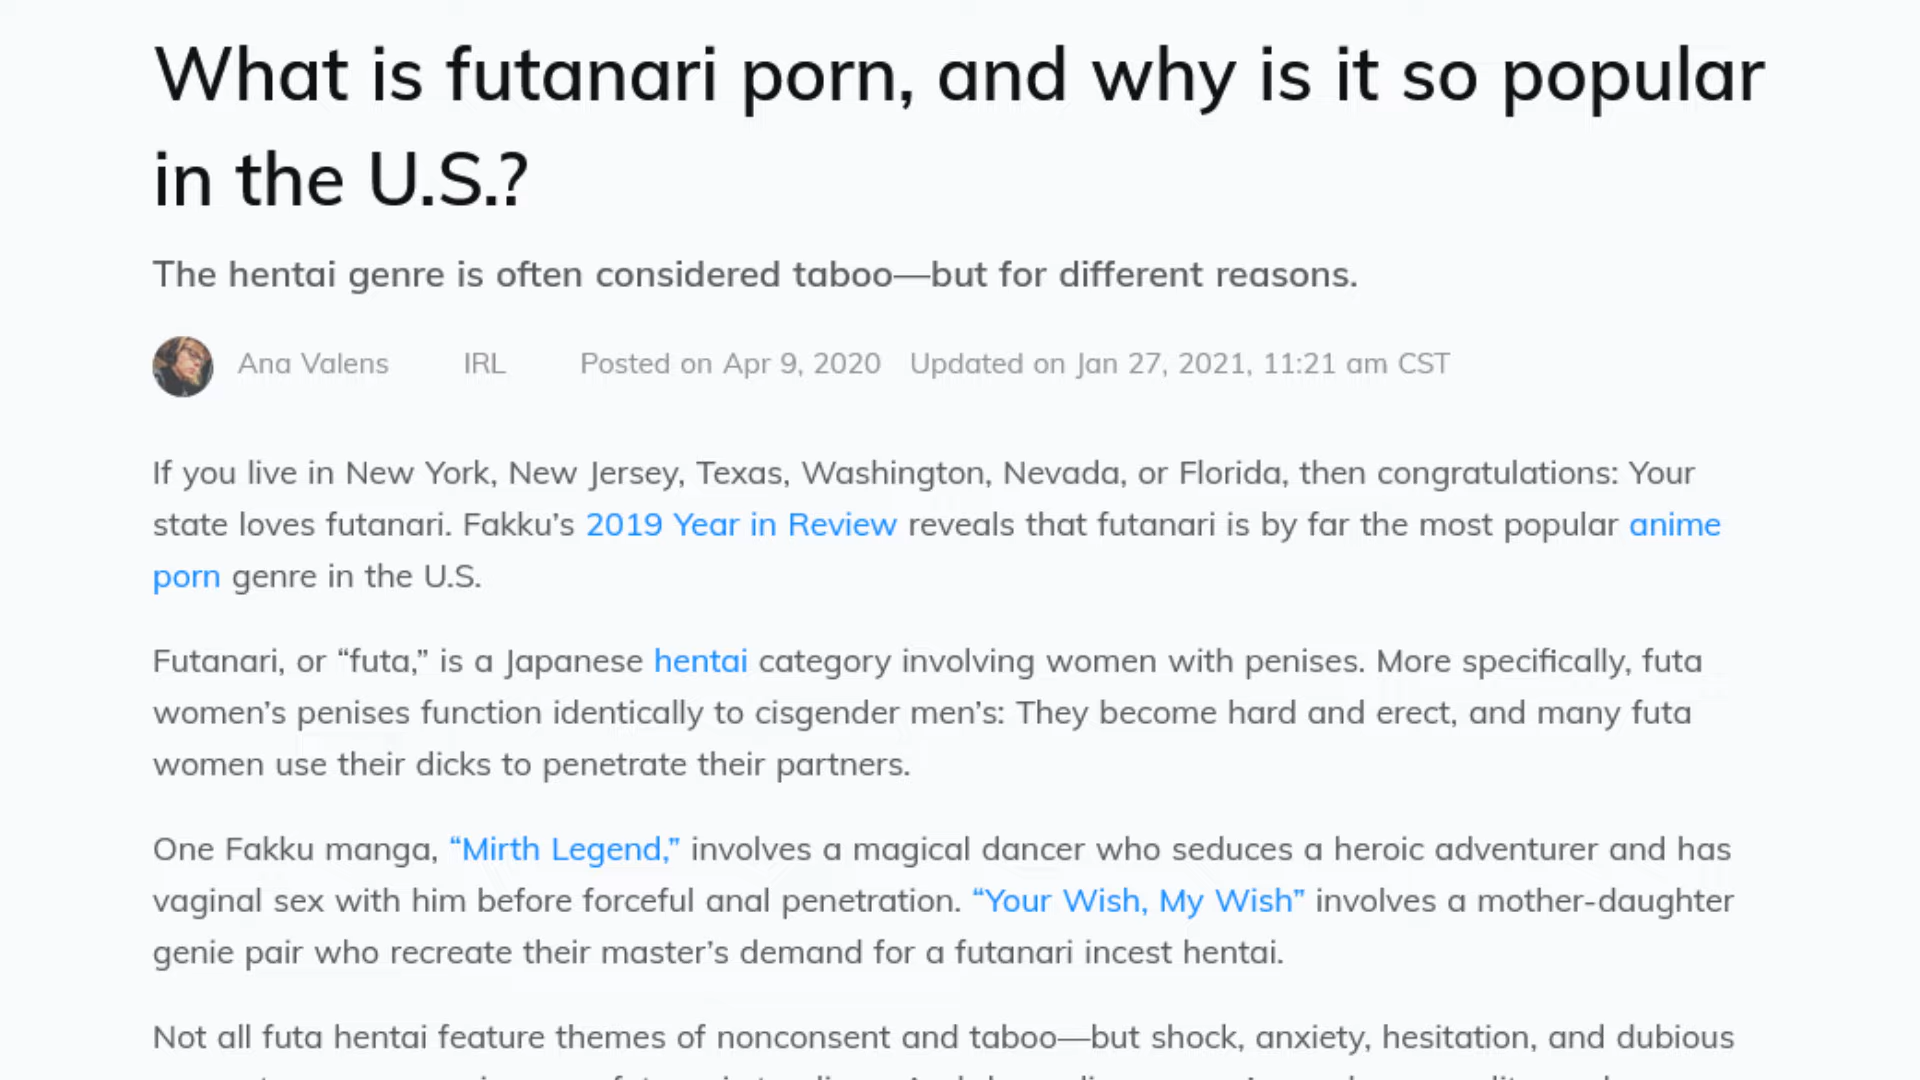 What is futanari porn, and why is it so popular
in the U.S.?
The hentai genre is often considered taboo—but for different reasons.
Ana Valens IRL Posted on Apr 9, 2020 Updated on Jan 27, 2021, 11:21 am CST
If you live in New York, New Jersey, Texas, Washington, Nevada, or Florida, then congratulations: Your
state loves futanari. Fakku’s 2019 Year in Review reveals that futanari is by far the most popular anime
porn genre in the U.S.
Futanari, or “futa,” is a Japanese hentai category involving women with penises. More specifically, futa
women’s penises function identically to cisgender men’s: They become hard and erect, and many futa
women use their dicks to penetrate their partners.
One Fakku manga, “Mirth Legend,” involves a magical dancer who seduces a heroic adventurer and has
vaginal sex with him before forceful anal penetration. “Your Wish, My Wish” involves a mother-daughter
genie pair who recreate their master’s demand for a futanari incest hentai.
Not all futa hentai feature themes of nonconsent and taboo—but shock, anxiety, hesitation, and dubious